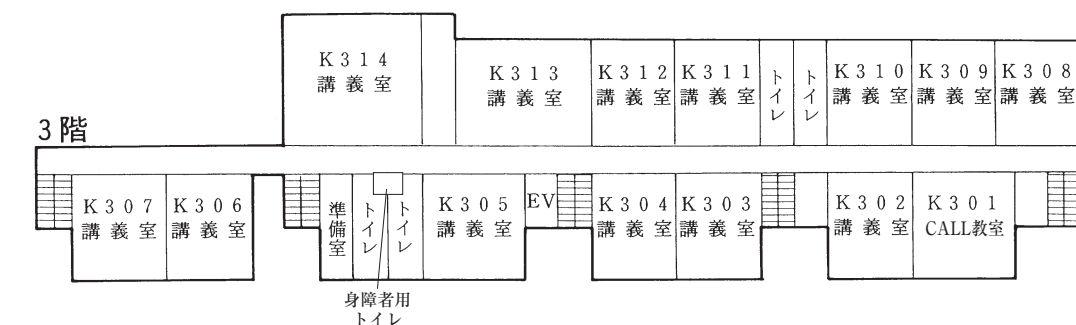 3階
K314
講義室
K313
講義室
K312
講義室
K311
講義室
トイレ
トイレ
K310
講義室
K309
講義室
K308
講義室
K307
講義室
K306
講義室
準備室
トイレ
トイレ
K305
講義室
EV
K304
講義室
K303
講義室
K302
講義室
K301
CALL教室
身障者用
トイレ